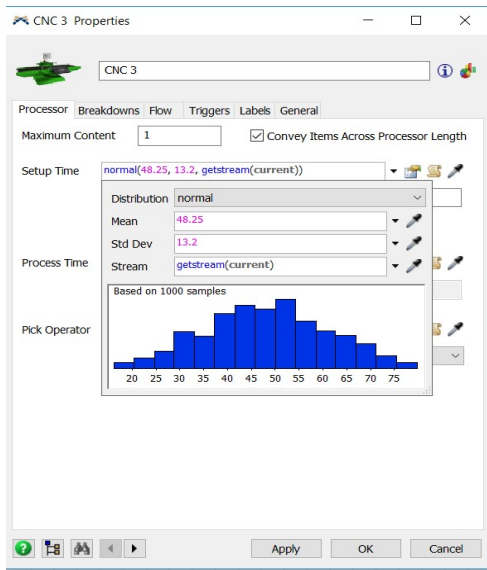 CNC 3 Properties
CNC 3
Processor Breakdowns Flow Triggers Labels General
Maximum Content 1 Convey Items Across Processor Length
Setup Time normal(48.25, 13.2, getstream(current))
Distribution normal
Mean 48.25
Std Dev 13.2
Process Time Stream getstream(current)
Based on 1000 samples
Pick Operator
20 25 30 35 40 45 50 55 60 65 70 75
Apply OK Cancel